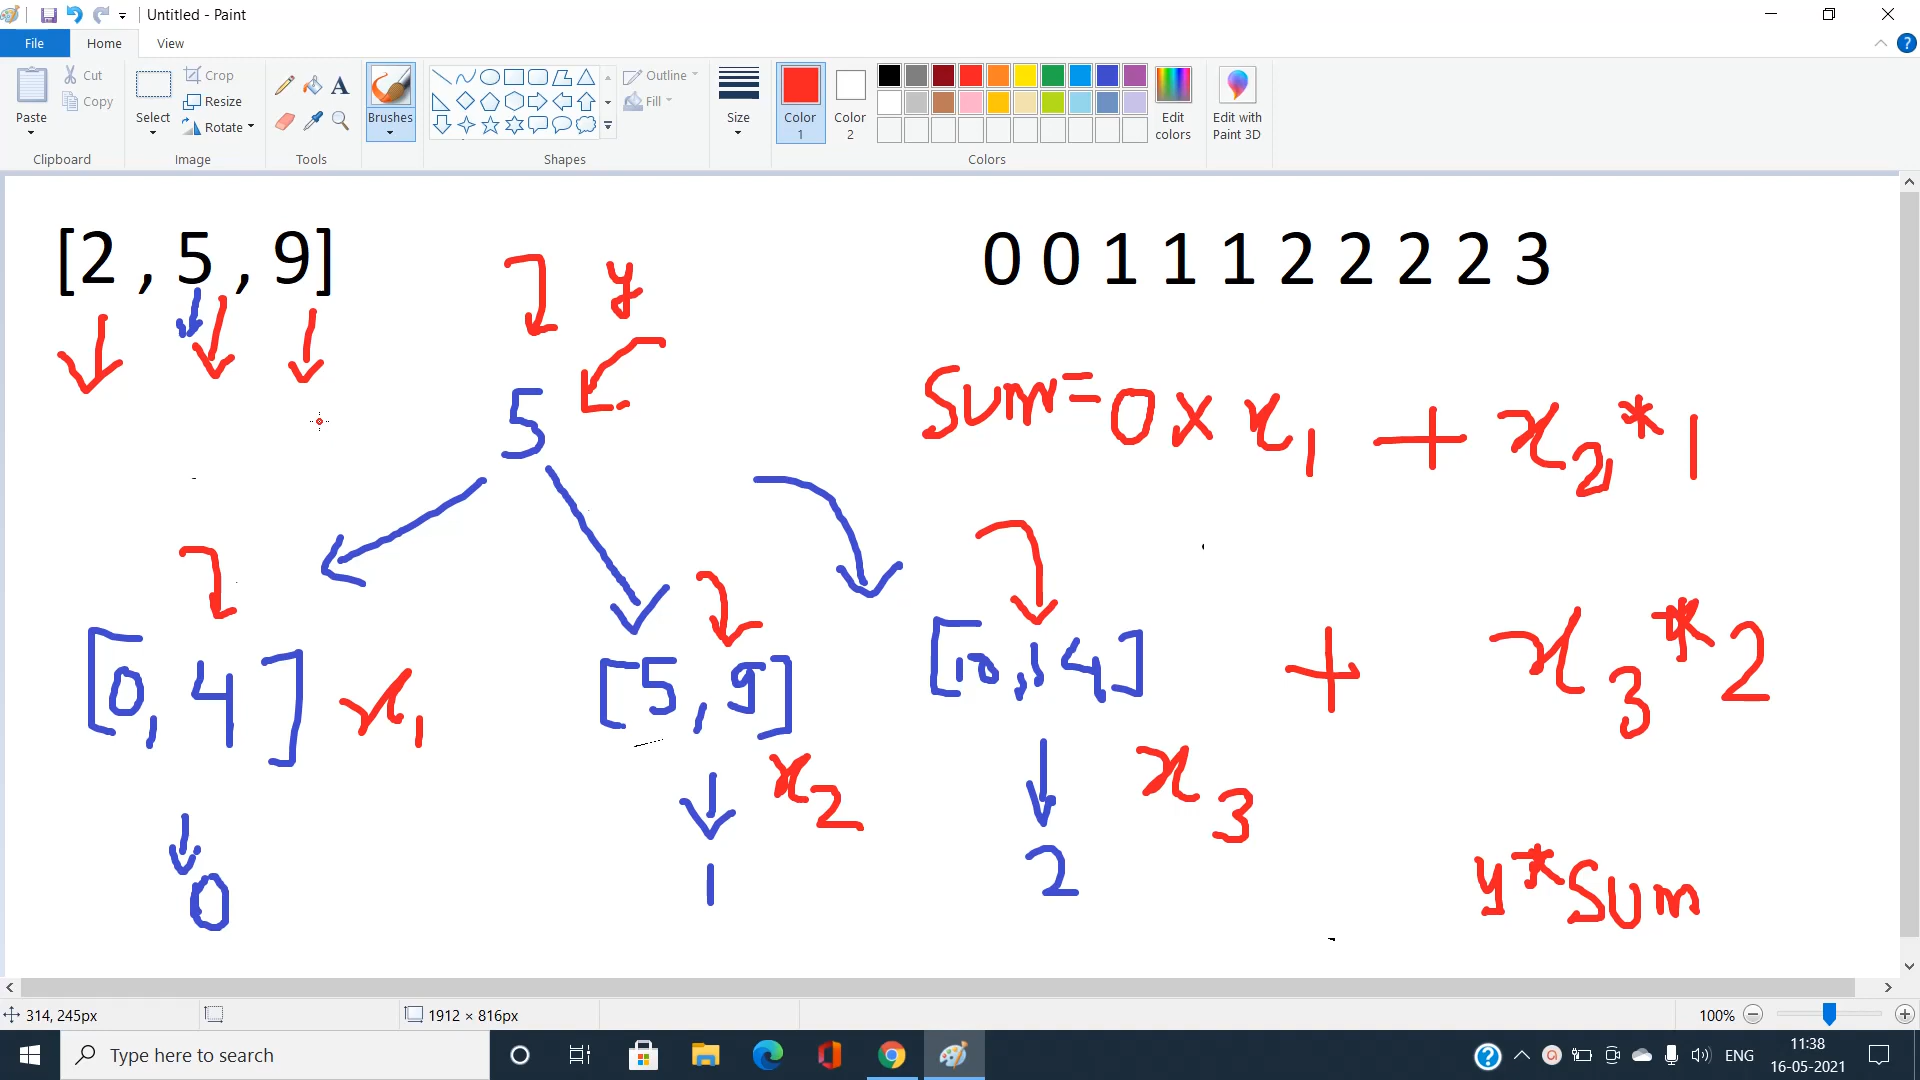 Untitled - Paint
File Home View
Cut
Copy
Paste
Clipboard
Select
Crop
Resize
Rotate
Image
A
Tools
Brushes
Shapes
Outline
Fill
Size
Color 1
Color 2
Colors
Edit colors
Edit with Paint 3D
[2 , 5 , 9]
0 0 1 1 1 2 2 2 2 3
y
5
Sum=0 × x1 + x2*1
+ x3*2
[0, 4] x1
[5, 9] x2
[10, 14] x3
0
1
2
y*Sum
314, 245px
1912 × 816px
100%
Type here to search
ENG
11:38
16-05-2021